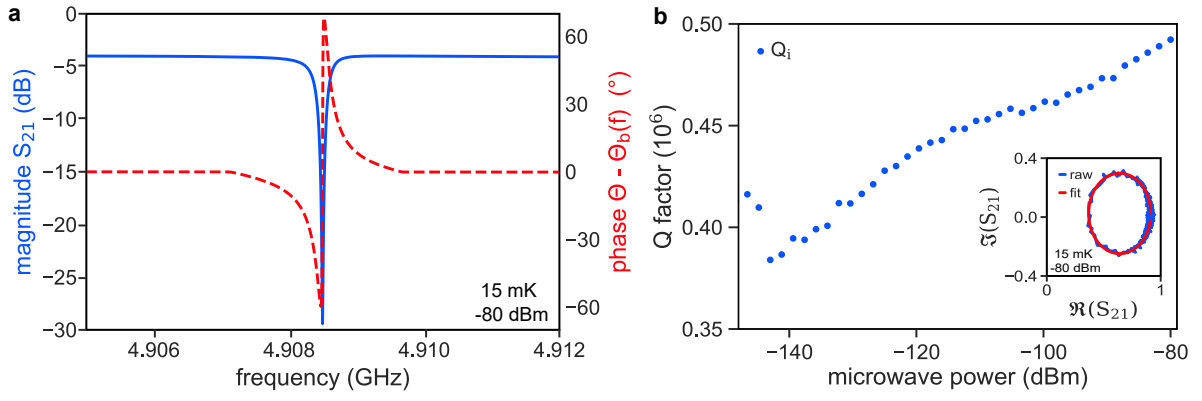 a
magnitude S21 (dB)
0
−5
−10
−15
−20
−25
−30
60
30
0
−30
−60
phase Θ - Θb(f) (°)
15 mK
-80 dBm
4.906
4.908
4.910
4.912
frequency (GHz)
b
Q factor (10⁶)
0.50
0.45
0.40
0.35
Qi
ℑ(S21)
0.4
0.0
−0.4
raw
fit
15 mK
-80 dBm
0
1
ℜ(S21)
−140
−120
−100
−80
microwave power (dBm)